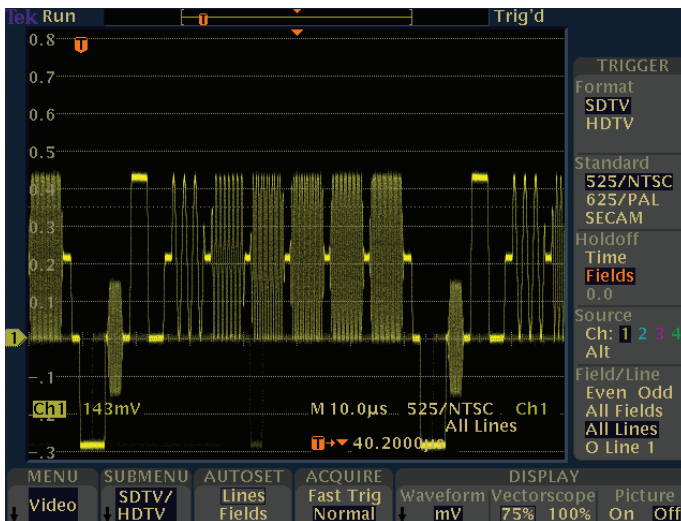 Tek Run Trig'd
T
0.8
0.7
0.6
0.5
0.4
0.3
0.2
0.1
1
-.1
-.2
-.3
Ch1 143mV M 10.0µs 525/NTSC Ch1
All Lines
T→▼ 40.2000µs
TRIGGER
Format
SDTV
HDTV
Standard
525/NTSC
625/PAL
SECAM
Holdoff
Time
Fields
0.0
Source
Ch: 1 2 3 4
Alt
Field/Line
Even Odd
All Fields
All Lines
O Line 1
MENU
Video
SUBMENU
SDTV/
HDTV
AUTOSET
Lines
Fields
ACQUIRE
Fast Trig
Normal
DISPLAY
Waveform Vectorscope Picture
mV 75% 100% On Off